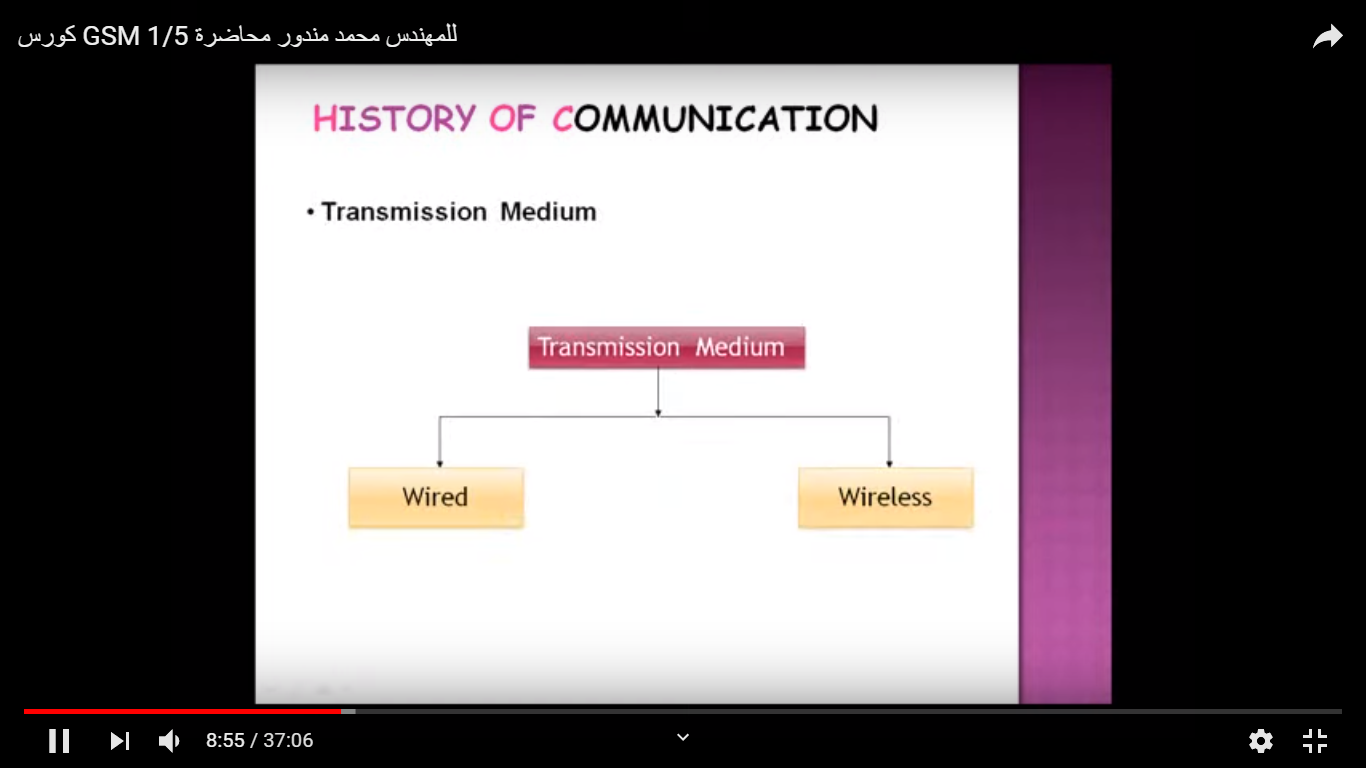 كورس GSM 1/5 للمهندس محمد مندور محاضرة
HISTORY OF COMMUNICATION
• Transmission Medium
Transmission Medium
Wired
Wireless
8:55 / 37:06